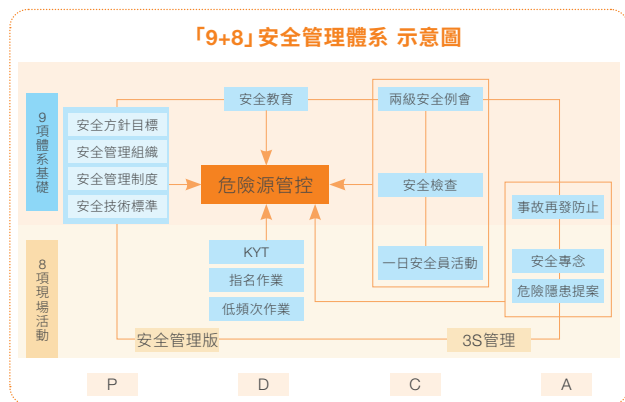 「9+8」安全管理體系 示意圖
9項體系基礎
安全方針目標
安全管理組織
安全管理制度
安全技術標準
安全教育
危險源管控
兩級安全例會
安全檢查
事故再發防止
8項現場活動
KYT
指名作業
低頻次作業
一日安全員活動
安全專念
危險隱患提案
安全管理版
3S管理
P
D
C
A